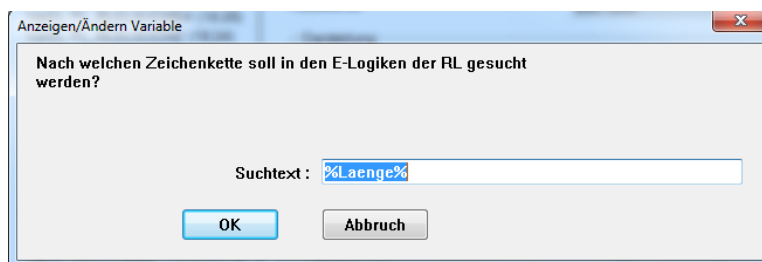 Anzeigen/Ändern Variable
Nach welchen Zeichenkette soll in den E-Logiken der RL gesucht
werden?
Suchtext : %Laenge%
OK Abbruch